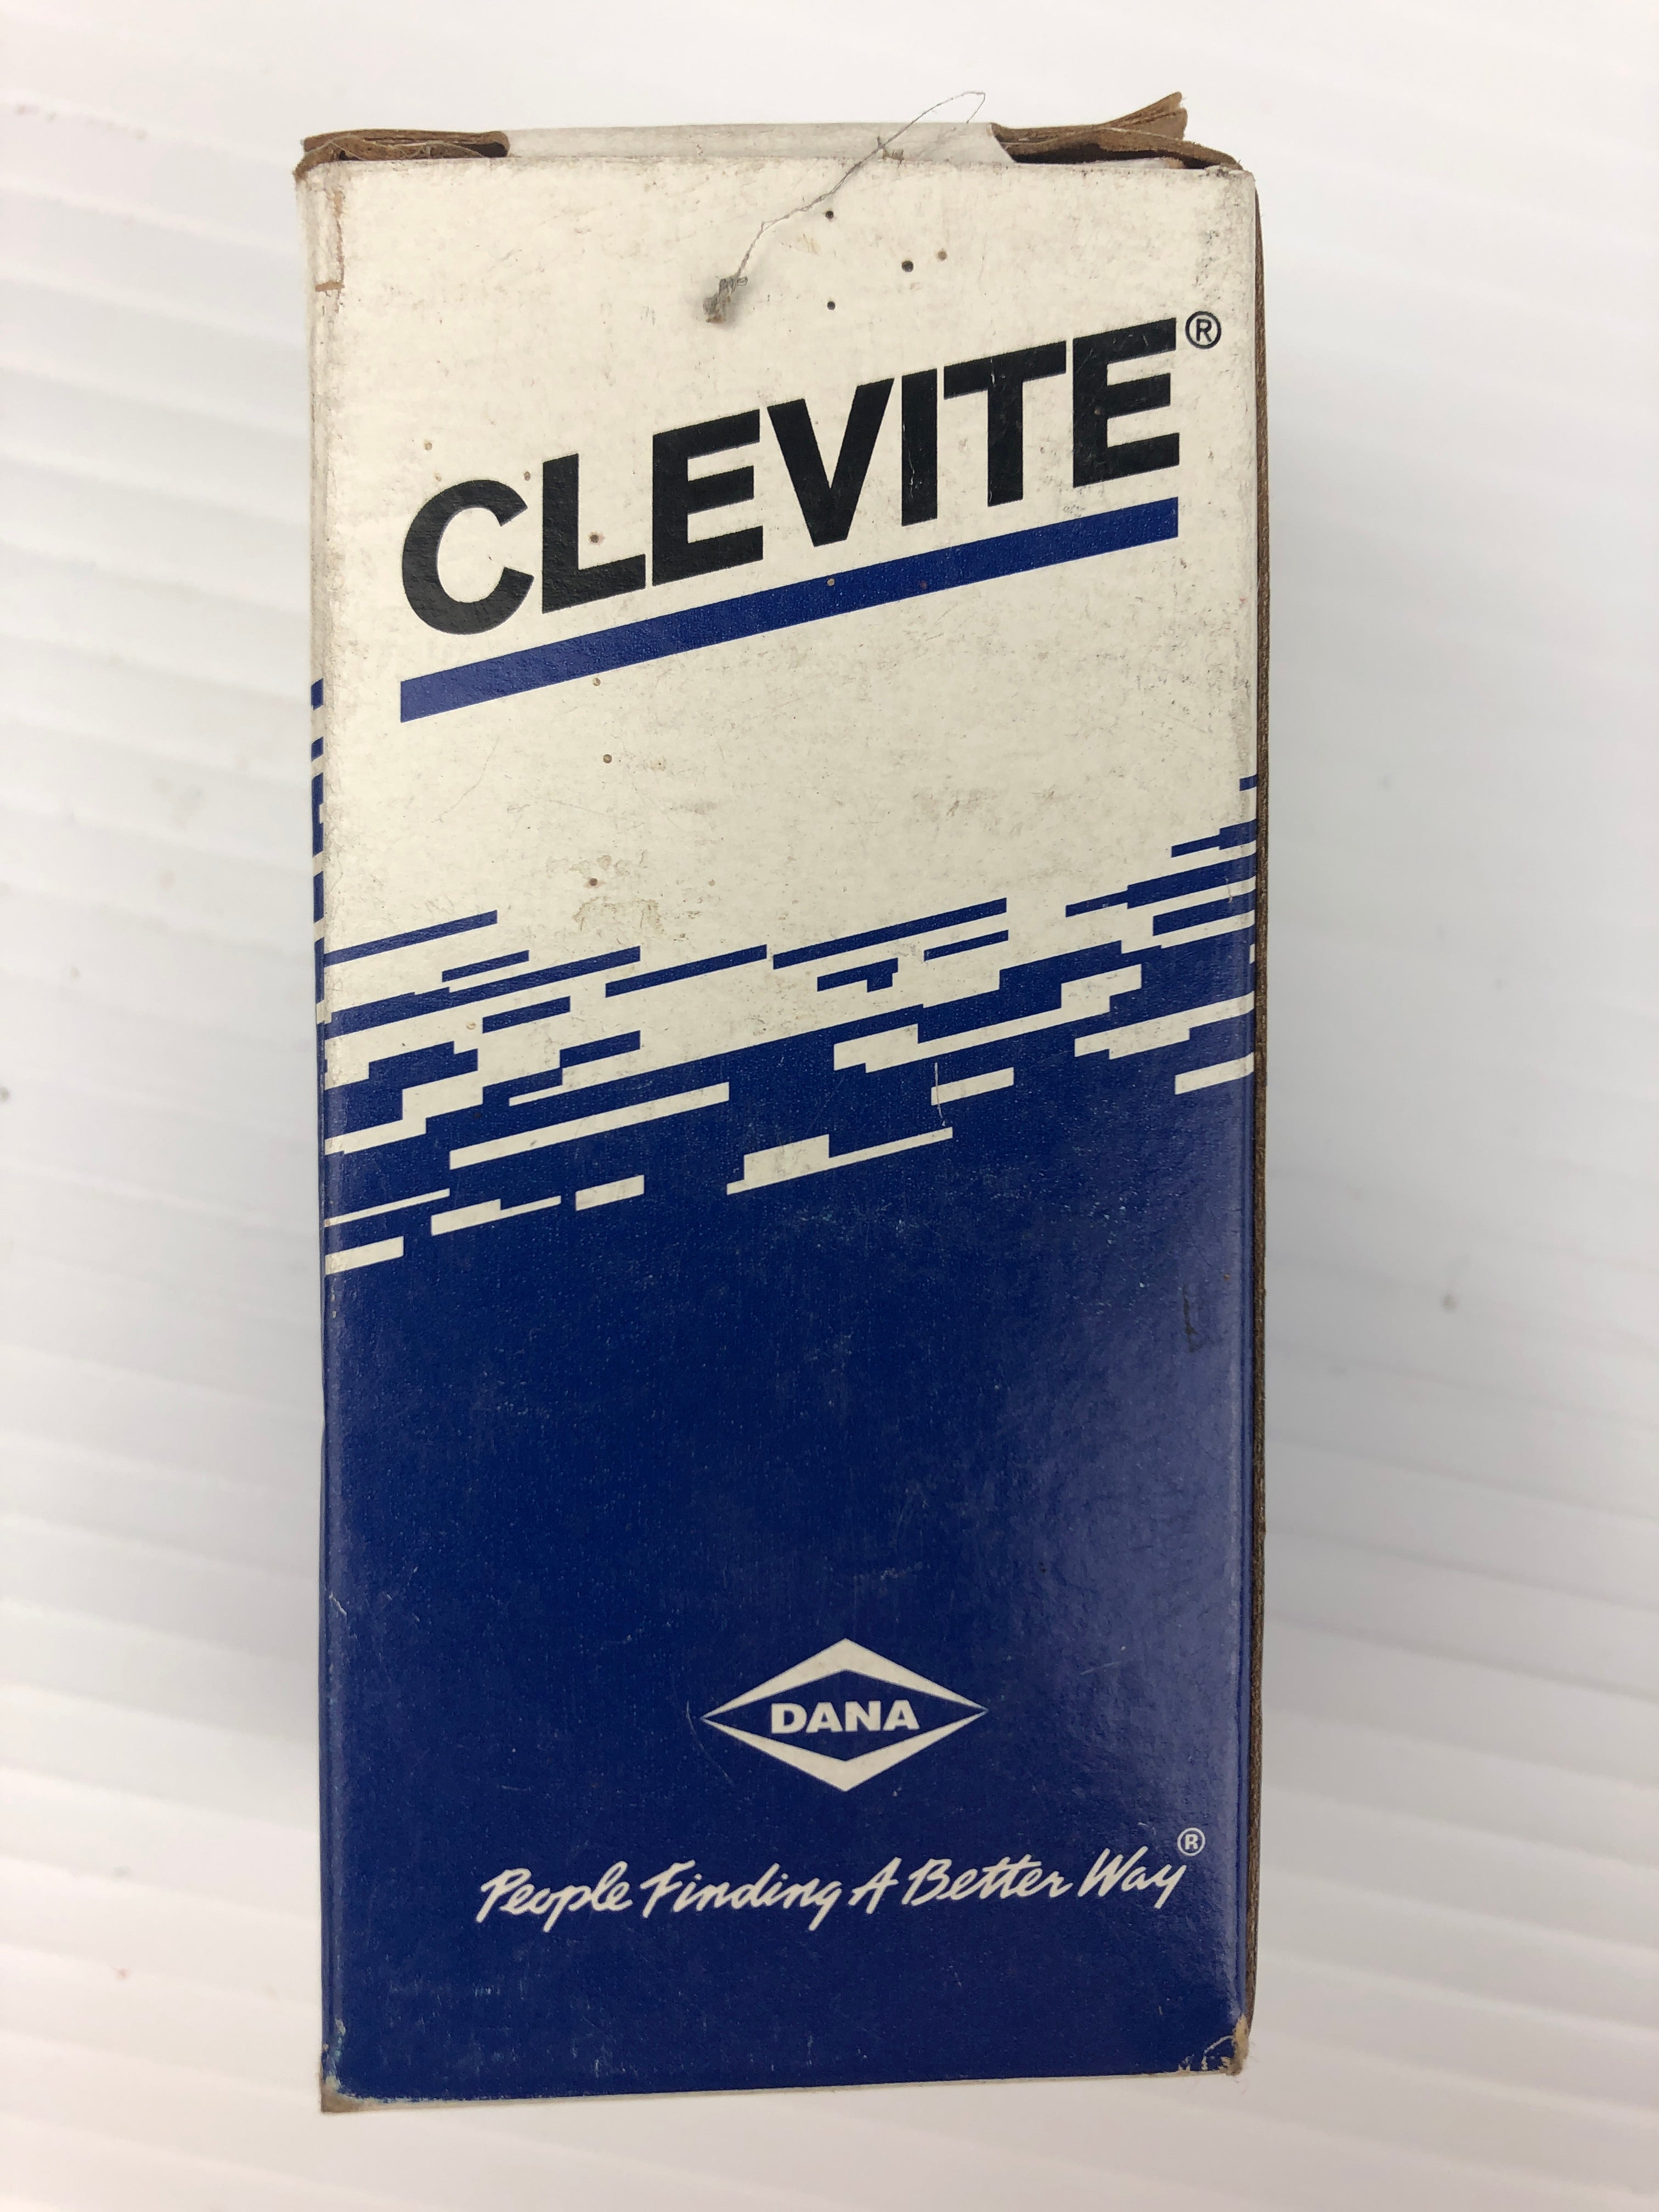 CLEVITE®
DANA
People Finding A Better Way®